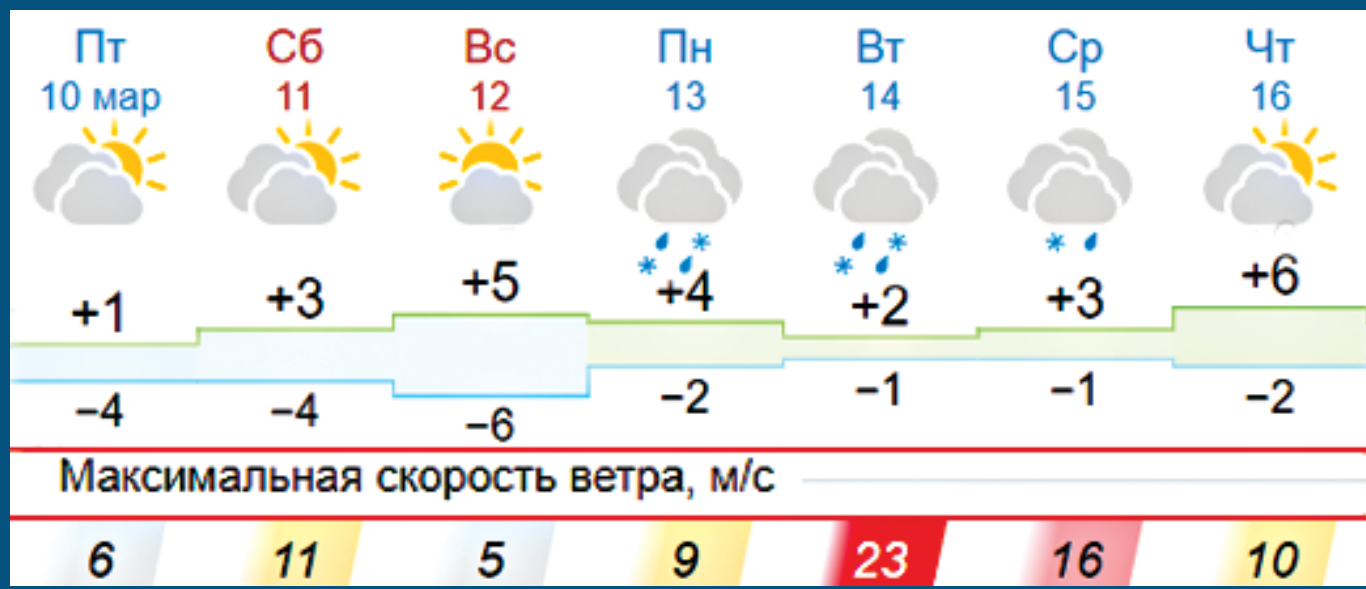 Пт Сб Вс Пн Вт Ср Чт
10 мар 11 12 13 14 15 16
+1 +3 +5 +4 +2 +3 +6
−4 −4 −6 −2 −1 −1 −2
Максимальная скорость ветра, м/с
6 11 5 9 23 16 10